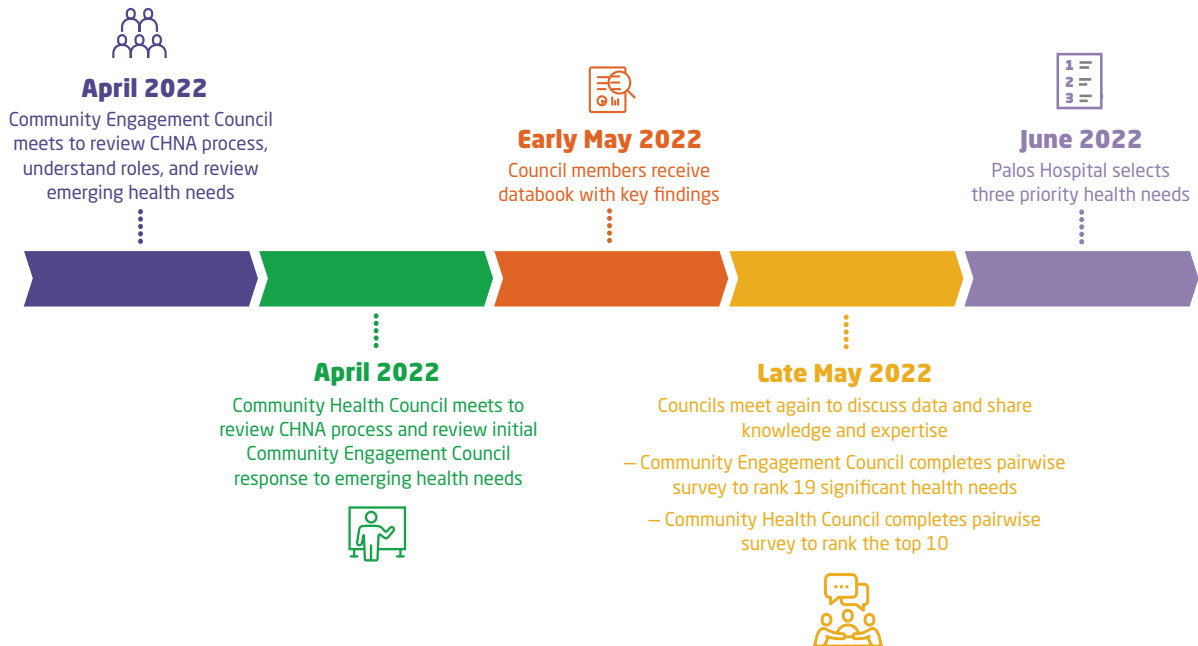 April 2022
Community Engagement Council
meets to review CHNA process,
understand roles, and review
emerging health needs
April 2022
Community Health Council meets to
review CHNA process and review initial
Community Engagement Council
response to emerging health needs
Early May 2022
Council members receive
databook with key findings
Late May 2022
Councils meet again to discuss data and share
knowledge and expertise
— Community Engagement Council completes pairwise
survey to rank 19 significant health needs
— Community Health Council completes pairwise
survey to rank the top 10
1
2
3
June 2022
Palos Hospital selects
three priority health needs